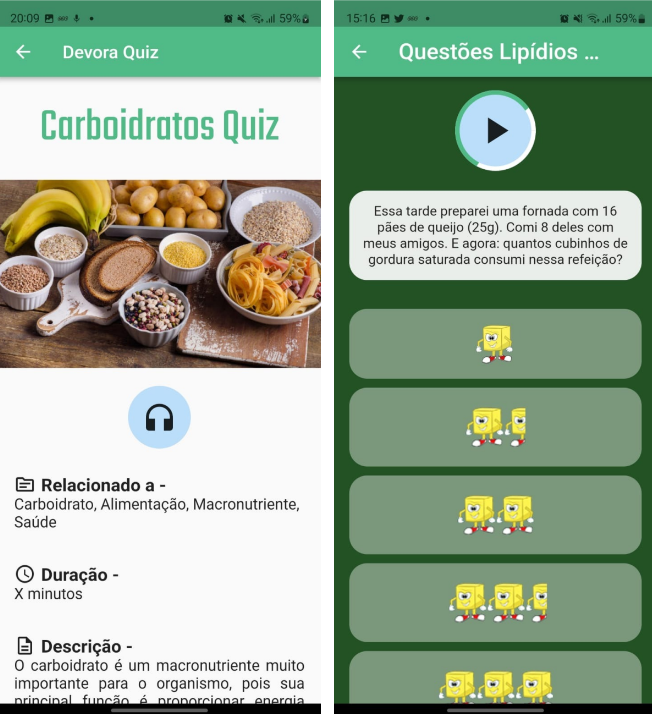 20:09
59%
Devora Quiz
Carboidratos Quiz
Relacionado a -
Carboidrato, Alimentação, Macronutriente,
Saúde
Duração -
X minutos
Descrição -
O carboidrato é um macronutriente muito
importante para o organismo, pois sua
principal função é proporcionar energia
15:16
59%
Questões Lipídios ...
Essa tarde preparei uma fornada com 16
pães de queijo (25g). Comi 8 deles com
meus amigos. E agora: quantos cubinhos de
gordura saturada consumi nessa refeição?